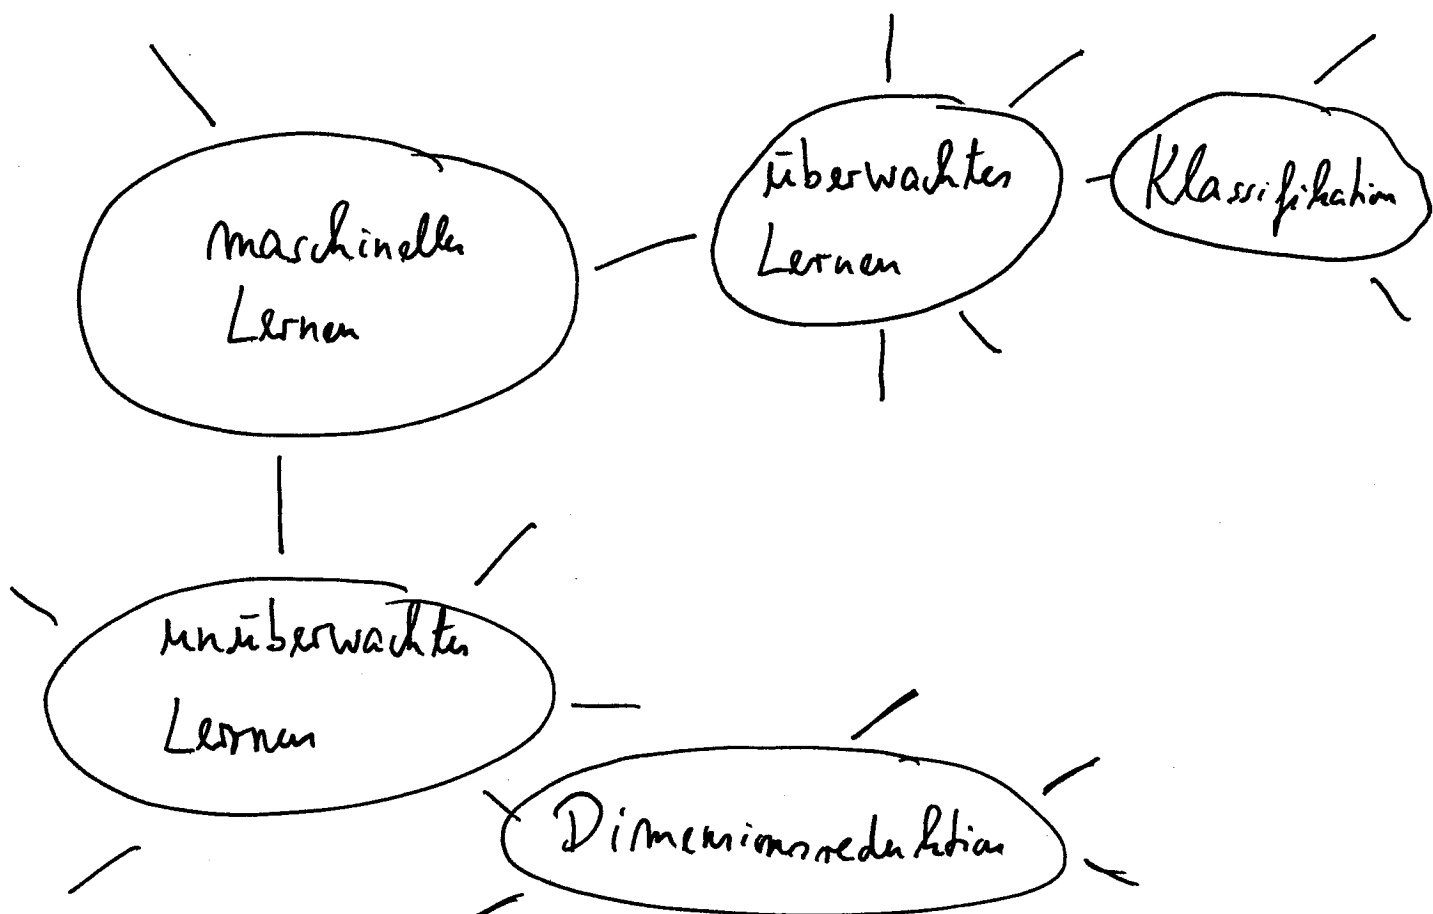 maschinelles
Lernen
überwachtes
Lernen
Klassifikation
unüberwachtes
Lernen
Dimensionsreduktion